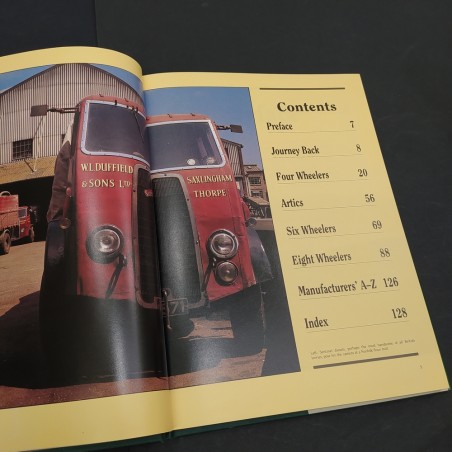 W.L. DUFFIELD
& SONS LTD
SAXLINGHAM
THORPE
Contents
Preface 7
Journey Back 8
Four Wheelers 20
Artics 56
Six Wheelers 69
Eight Wheelers 88
Manufacturers' A–Z 126
Index 128